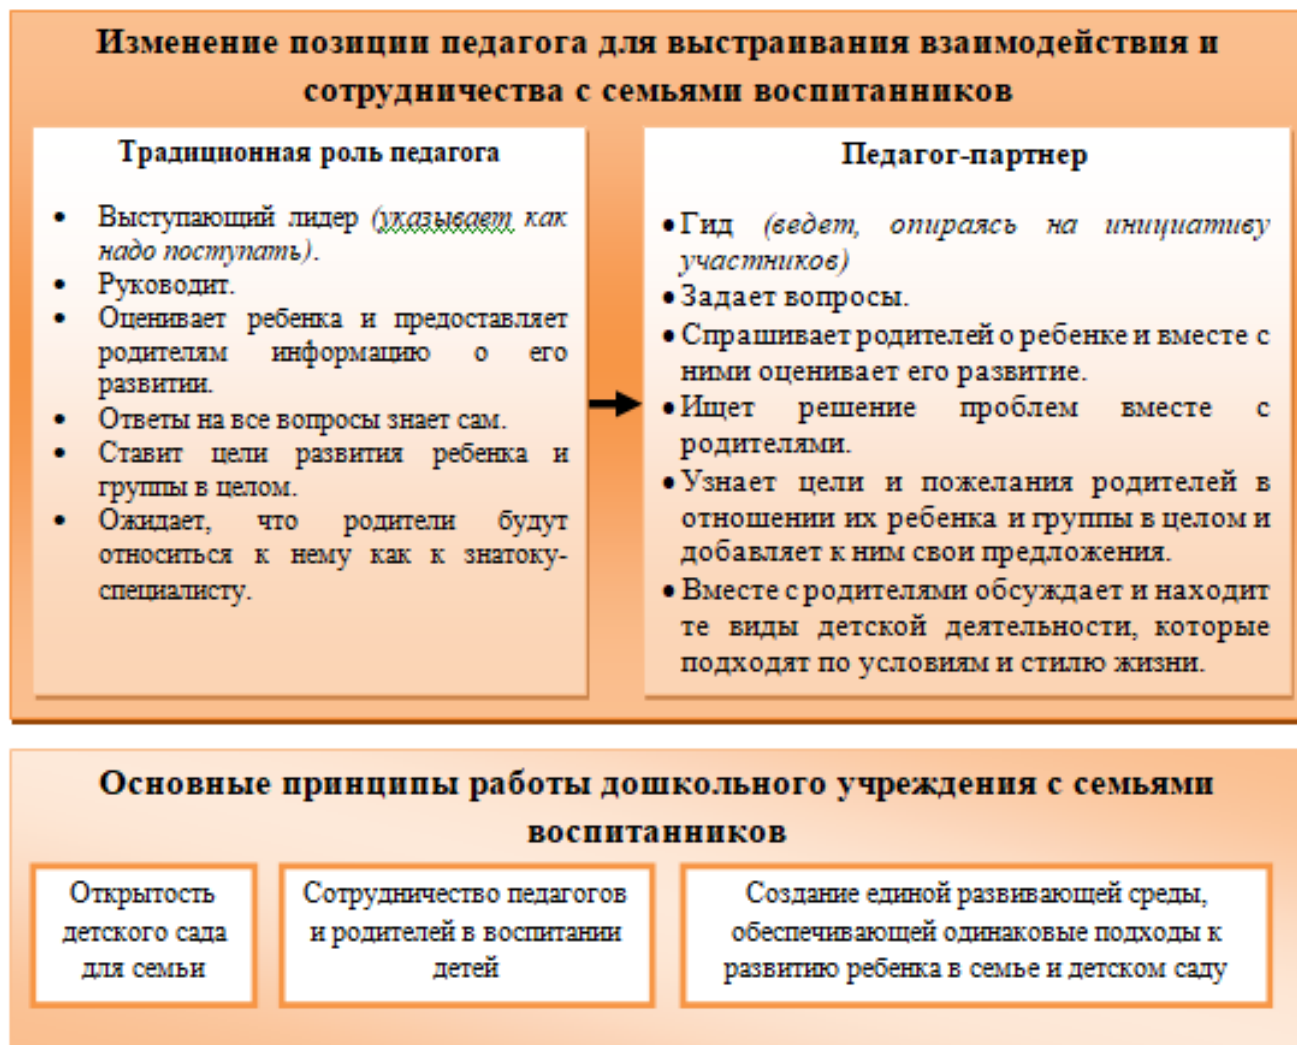 Изменение позиции педагога для выстраивания взаимодействия и
сотрудничества с семьями воспитанников
Традиционная роль педагога
• Выступающий лидер (указывает как
надо поступать).
• Руководит.
• Оценивает ребенка и предоставляет
родителям информацию о его
развитии.
• Ответы на все вопросы знает сам.
• Ставит цели развития ребенка и
группы в целом.
• Ожидает, что родители будут
относиться к нему как к знатоку-
специалисту.
Педагог-партнер
• Гид (ведет, опираясь на инициативу
участников)
• Задает вопросы.
• Спрашивает родителей о ребенке и вместе с
ними оценивает его развитие.
• Ищет решение проблем вместе с
родителями.
• Узнает цели и пожелания родителей в
отношении их ребенка и группы в целом и
добавляет к ним свои предложения.
• Вместе с родителями обсуждает и находит
те виды детской деятельности, которые
подходят по условиям и стилю жизни.
Основные принципы работы дошкольного учреждения с семьями
воспитанников
Открытость
детского сада
для семьи
Сотрудничество педагогов
и родителей в воспитании
детей
Создание единой развивающей среды,
обеспечивающей одинаковые подходы к
развитию ребенка в семье и детском саду